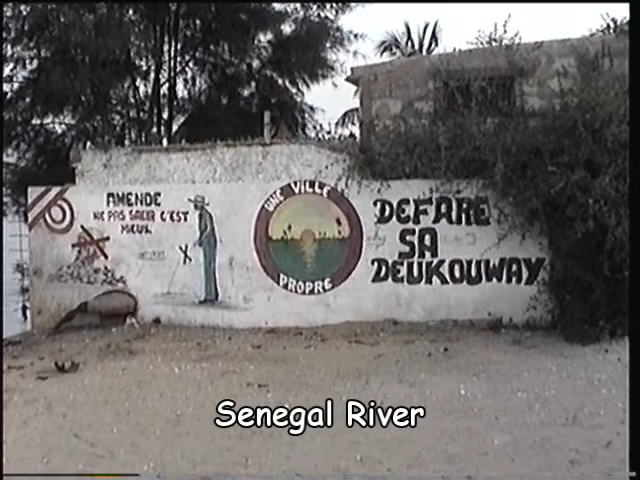 AMENDE
NE PAS SALIR C'EST
MIEUX
UNE VILLE
PROPRE
DEFARE
SA
DEUKOUWAY
Senegal River